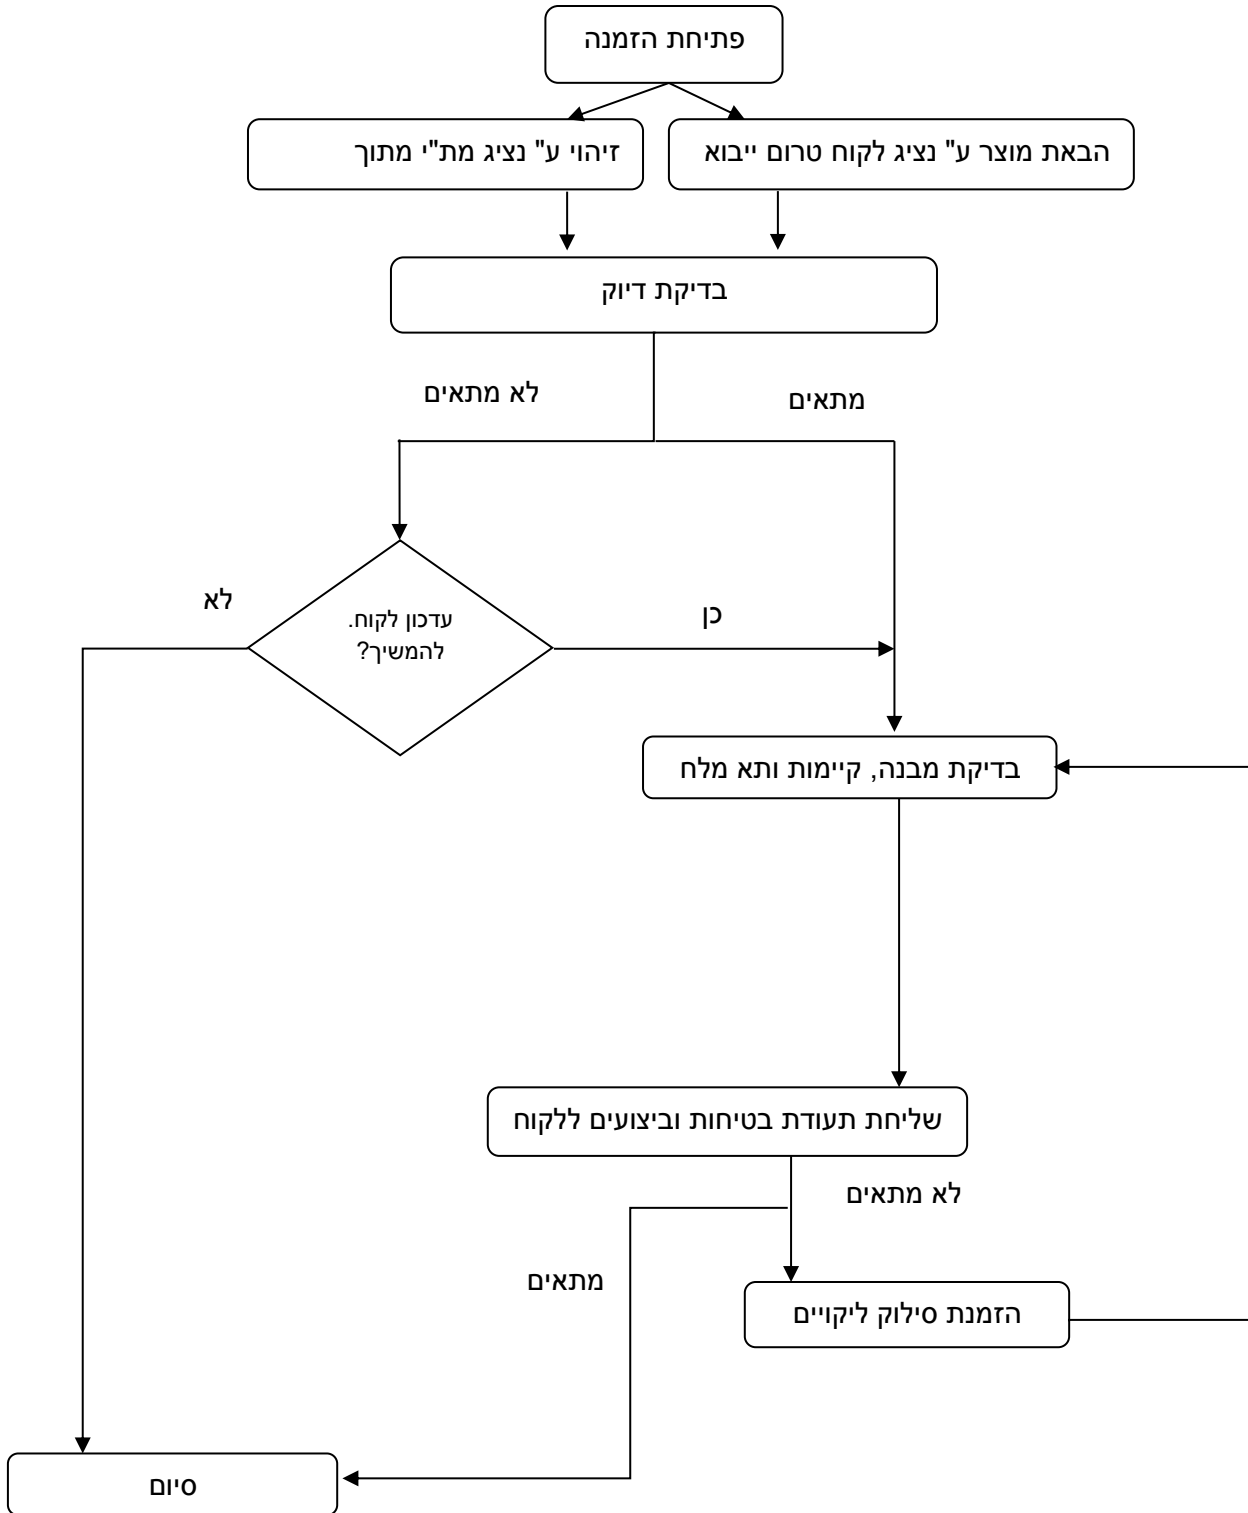 פתיחת הזמנה
הבאת מוצר ע" נציג לקוח טרום ייבוא
זיהוי ע" נציג מת"י מתוך
בדיקת דיוק
מתאים
לא מתאים
עדכון לקוח.
להמשיך?
כן
לא
בדיקת מבנה, קיימות ותא מלח
שליחת תעודת בטיחות וביצועים ללקוח
לא מתאים
מתאים
הזמנת סילוק ליקויים
סיום